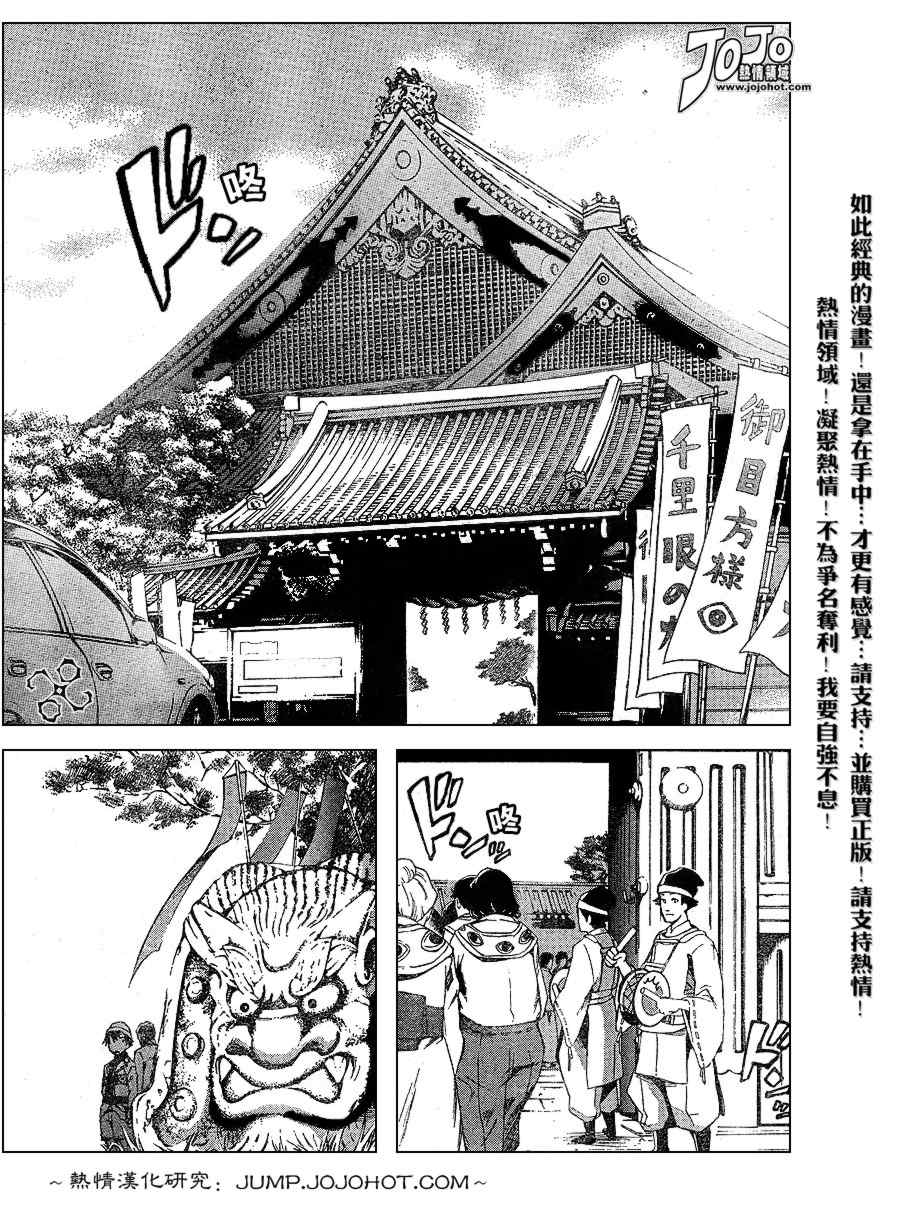 JOJO
熱情領域
www.jojohot.com
如此經典的漫畫！還是拿在手中…才更有感覺…請支持…並購買正版！請支持熱情！
熱情領域！凝聚熱情！不為爭名奪利！我要自強不息！
ドン
咚
御目方様
千里眼の
咚
ドン
ドン
～熱情漢化研究：JUMP.JOJOHOT.COM～